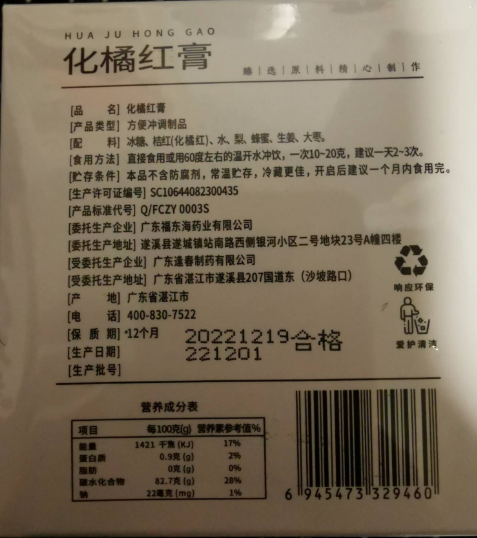 HUA JU HONG GAO
化橘红膏
臻｜选｜原｜料｜精｜心｜制｜作
[品 名] 化橘红膏
[产品类型] 方便冲调制品
[配 料] 冰糖、桔红(化橘红)、水、梨、蜂蜜、生姜、大枣。
[食用方法] 直接食用或用60度左右的温开水冲饮，一次10~20克，建议一天2~3次。
[贮存条件] 本品不含防腐剂，常温贮存，冷藏更佳，开启后建议一个月内食用完。
[生产许可证编号] SC10644082300435
[产品标准代号] Q/FCZY 0003S
[委托生产企业] 广东福东海药业有限公司
[委托生产地址] 遂溪县遂城镇站南路西侧银河小区二号地块23号A幢四楼
[受委托生产企业] 广东逢春制药有限公司
[受委托生产地址] 广东省湛江市遂溪县207国道东（沙坡路口）
[产 地] 广东省湛江市
[电 话] 400-830-7522
[保 质 期] 12个月
[生产日期] 20221219合格
[生产批号] 221201
响应环保
爱护清洁
营养成分表
项目 每100克(g) 营养素参考值%
能量 1421 千焦 (KJ) 17%
蛋白质 0.9克 (g) 2%
脂肪 0克 (g) 0%
碳水化合物 82.7克 (g) 28%
钠 22毫克 (mg) 1%
6 945473 329460